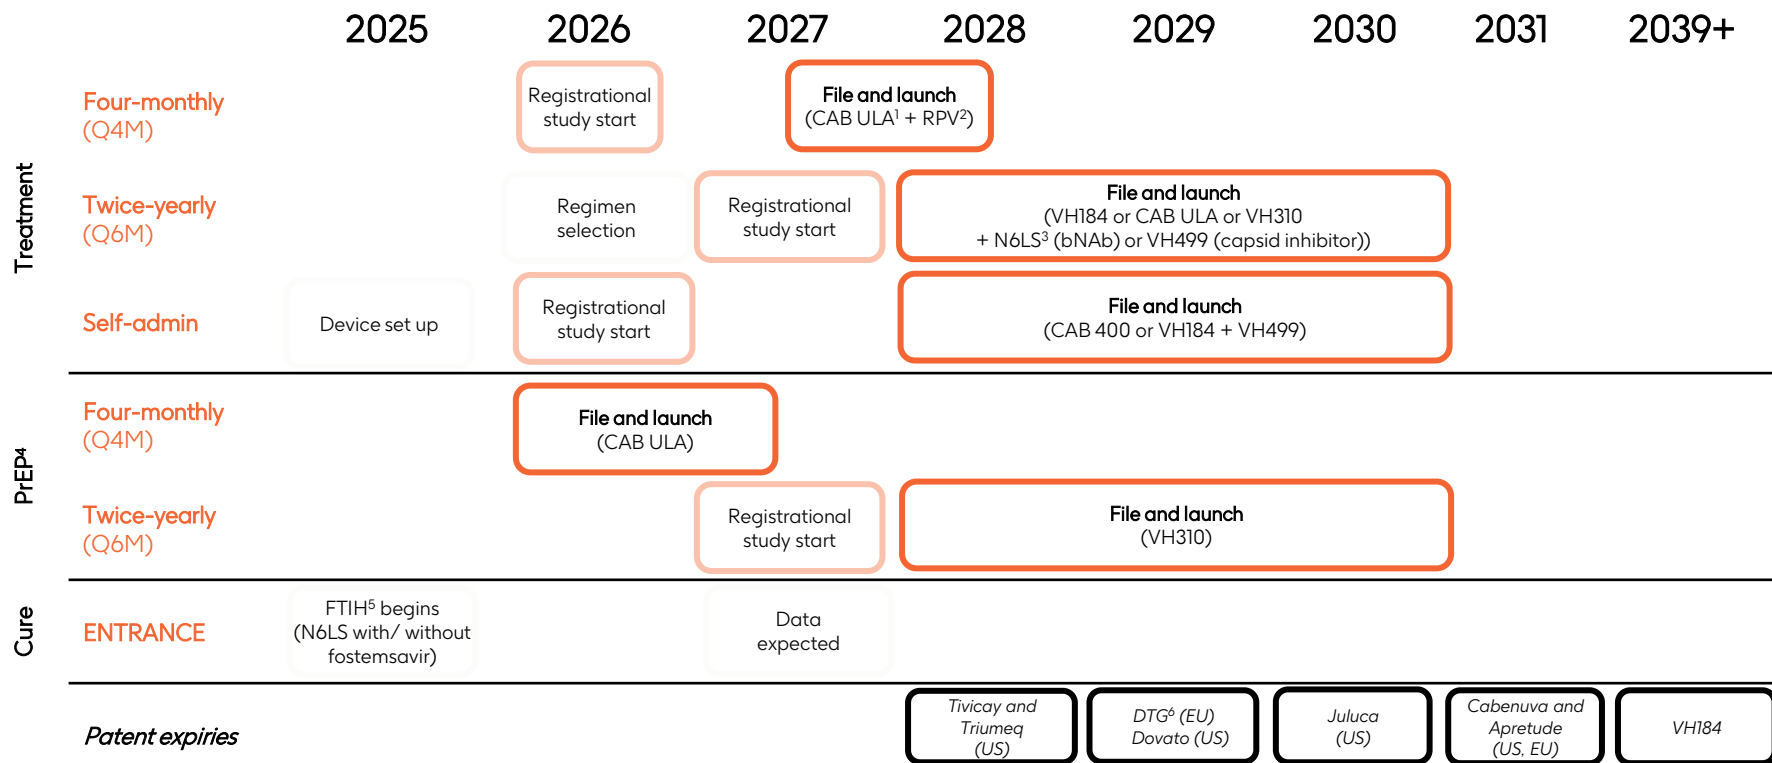 2025 2026 2027 2028 2029 2030 2031 2039+
Treatment
Four-monthly
(Q4M)
Registrational
study start
File and launch
(CAB ULA¹ + RPV²)
Twice-yearly
(Q6M)
Regimen
selection
Registrational
study start
File and launch
(VH184 or CAB ULA or VH310
+ N6LS³ (bNAb) or VH499 (capsid inhibitor))
Self-admin
Device set up
Registrational
study start
File and launch
(CAB 400 or VH184 + VH499)
PrEP⁴
Four-monthly
(Q4M)
File and launch
(CAB ULA)
Twice-yearly
(Q6M)
Registrational
study start
File and launch
(VH310)
Cure
ENTRANCE
FTIH⁵ begins
(N6LS with/ without
fostemsavir)
Data
expected
Patent expiries
Tivicay and
Triumeq
(US)
DTG⁶ (EU)
Dovato (US)
Juluca
(US)
Cabenuva and
Apretude
(US, EU)
VH184